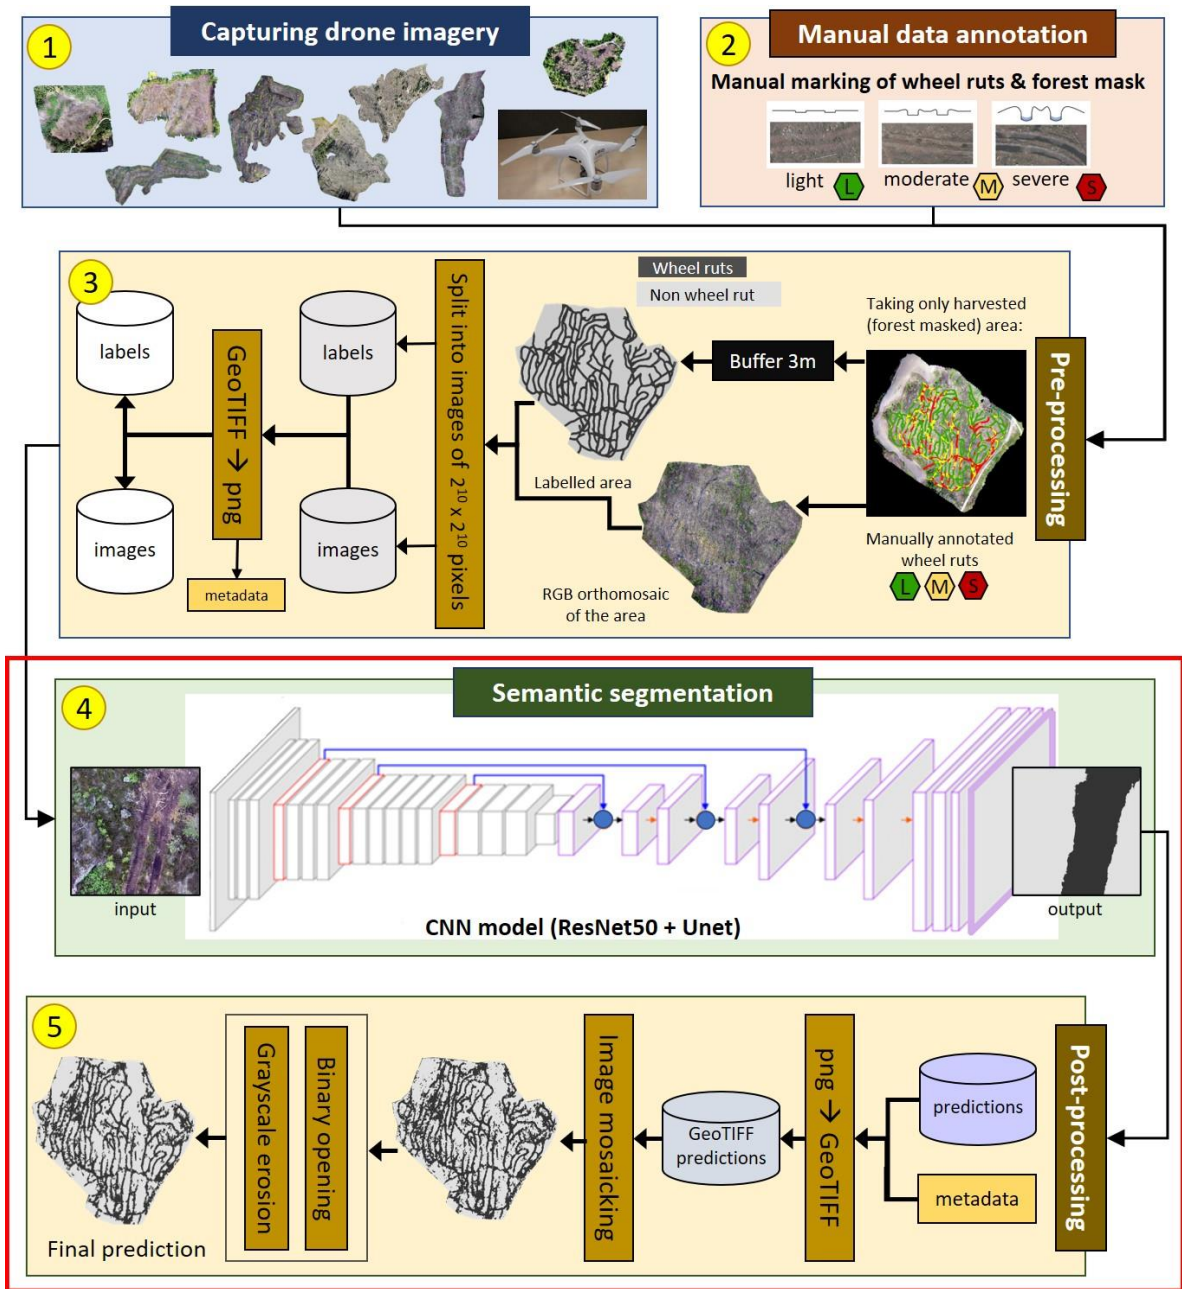 1
Capturing drone imagery
2
Manual data annotation
Manual marking of wheel ruts & forest mask
light L
moderate M
severe S
3
labels
images
GeoTIFF → png
metadata
labels
images
Split into images of 2¹⁰ x 2¹⁰ pixels
Wheel ruts
Non wheel rut
Labelled area
RGB orthomosaic
of the area
Buffer 3m
Taking only harvested
(forest masked) area:
Manually annotated
wheel ruts
L M S
Pre-processing
4
Semantic segmentation
input
CNN model (ResNet50 + Unet)
output
5
Final prediction
Grayscale erosion
Binary opening
Image mosaicking
GeoTIFF
predictions
png → GeoTIFF
predictions
metadata
Post-processing